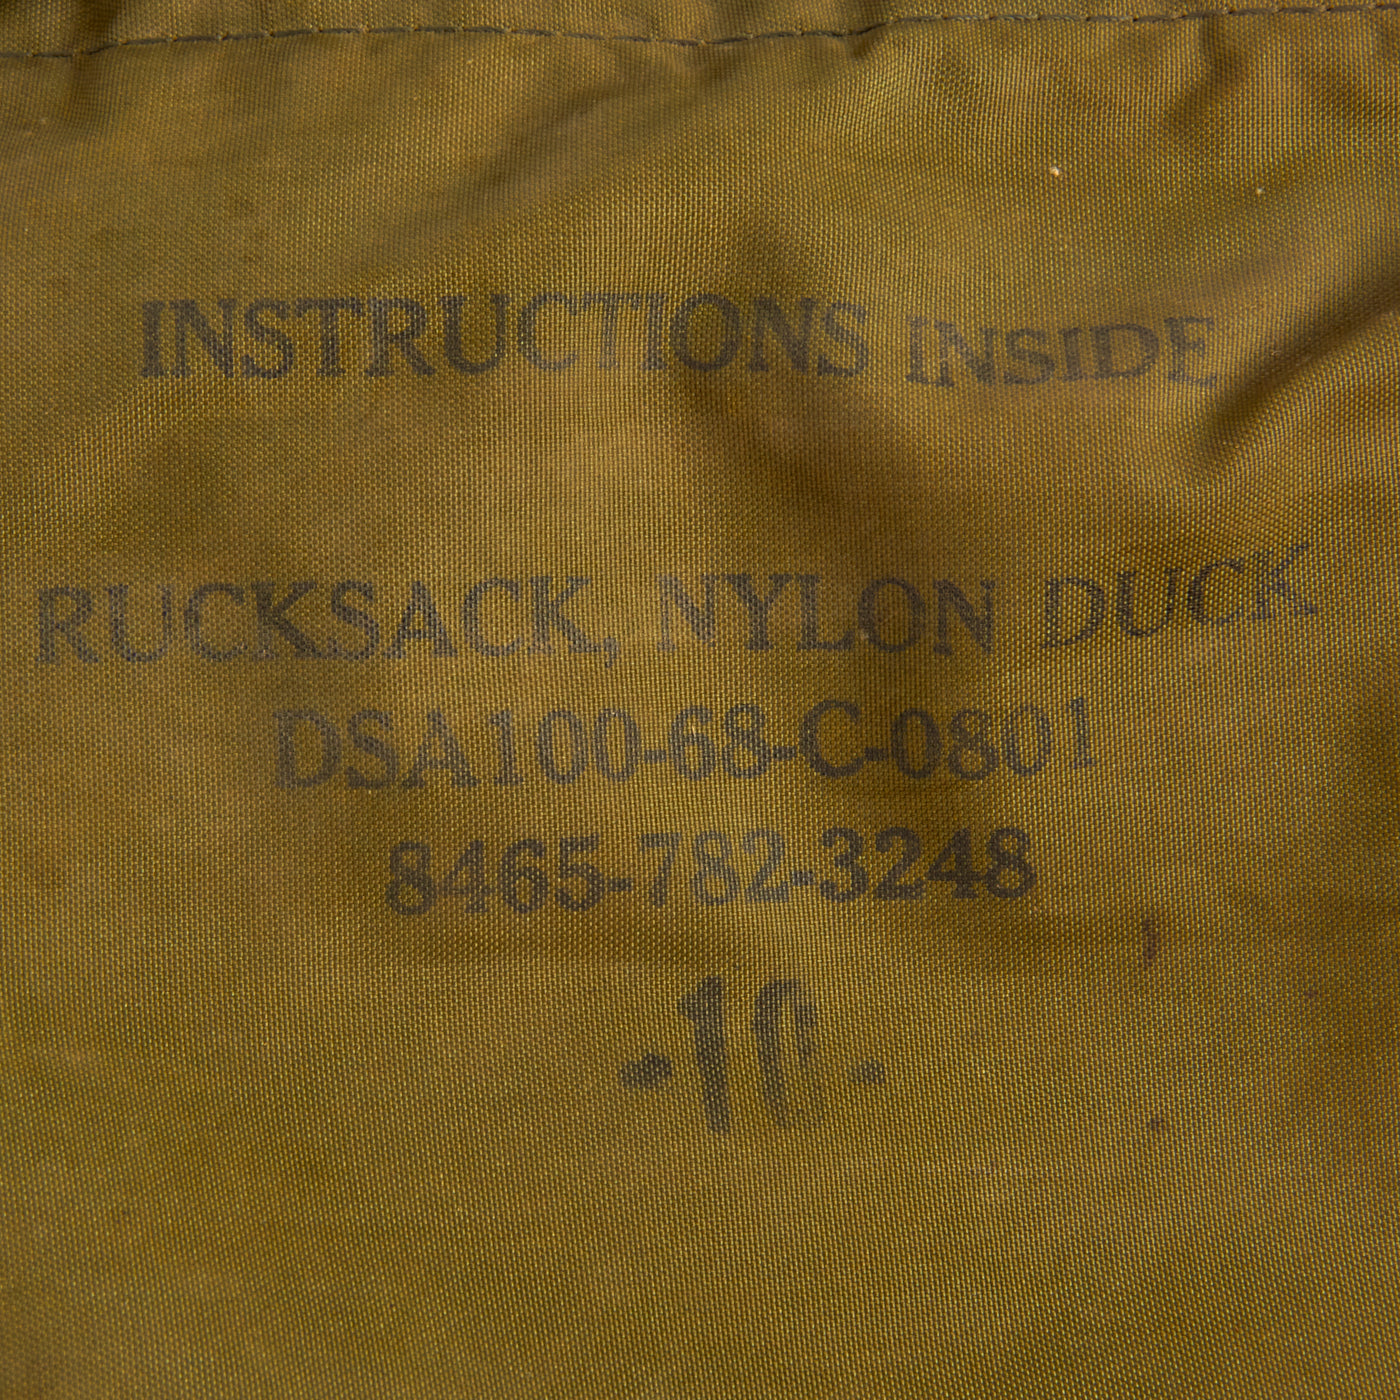 INSTRUCTIONS INSIDE
RUCKSACK, NYLON DUCK
DSA100-68-C-0801
8465-782-3248